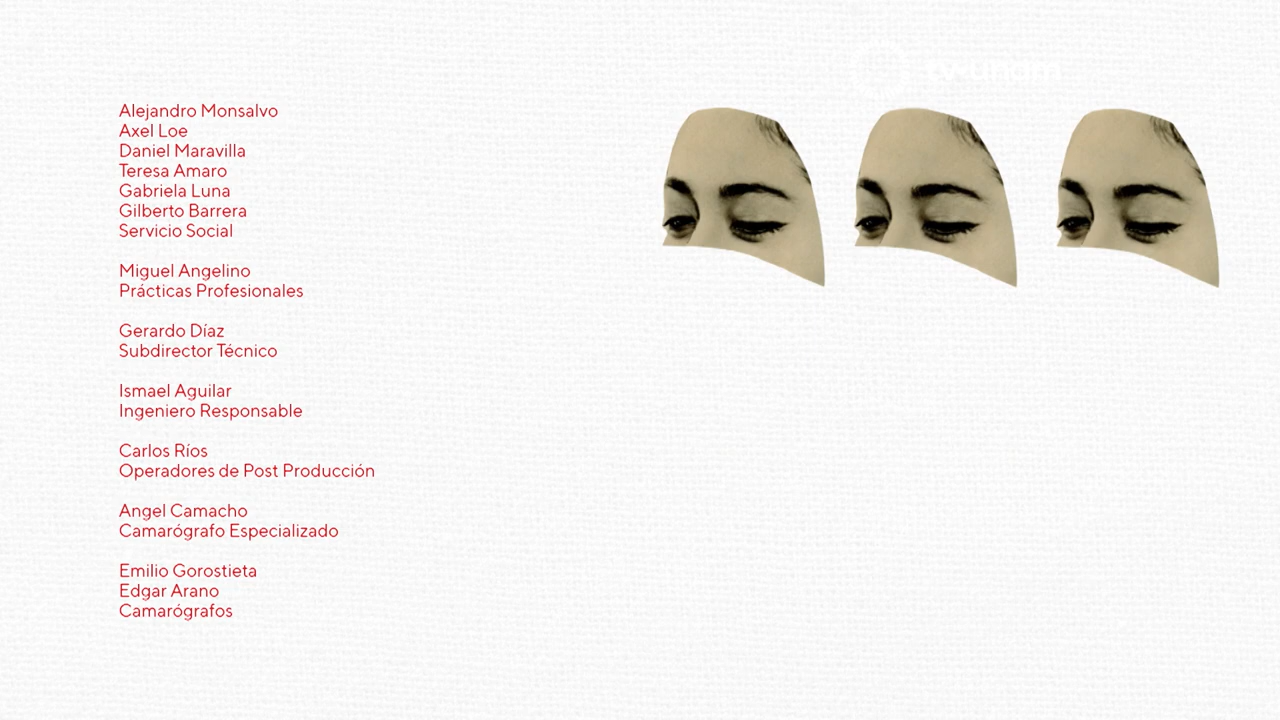 tv unam
Alejandro Monsalvo
Axel Loe
Daniel Maravilla
Teresa Amaro
Gabriela Luna
Gilberto Barrera
Servicio Social
Miguel Angelino
Prácticas Profesionales
Gerardo Díaz
Subdirector Técnico
Ismael Aguilar
Ingeniero Responsable
Carlos Ríos
Operadores de Post Producción
Angel Camacho
Camarógrafo Especializado
Emilio Gorostieta
Edgar Arano
Camarógrafos